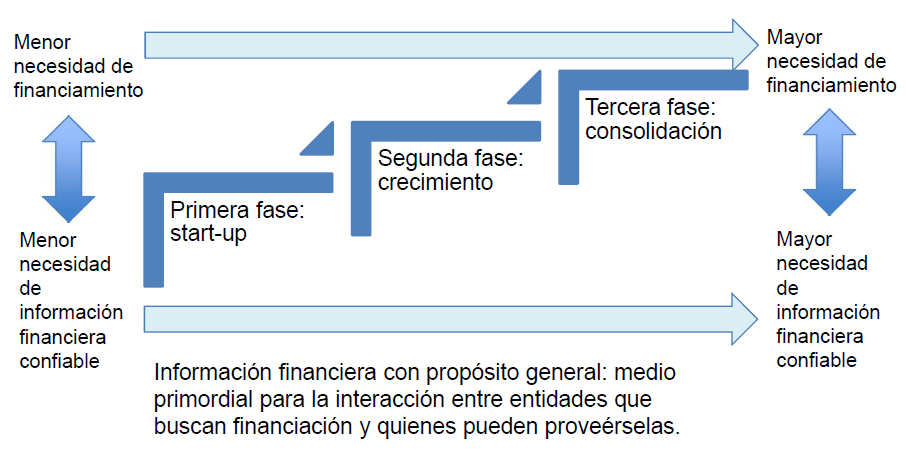 Menor
necesidad de
financiamiento
Mayor
necesidad de
financiamiento
Tercera fase:
consolidación
Segunda fase:
crecimiento
Primera fase:
start-up
Menor
necesidad
de
información
financiera
confiable
Mayor
necesidad
de
información
financiera
confiable
Información financiera con propósito general: medio
primordial para la interacción entre entidades que
buscan financiación y quienes pueden proveérselas.